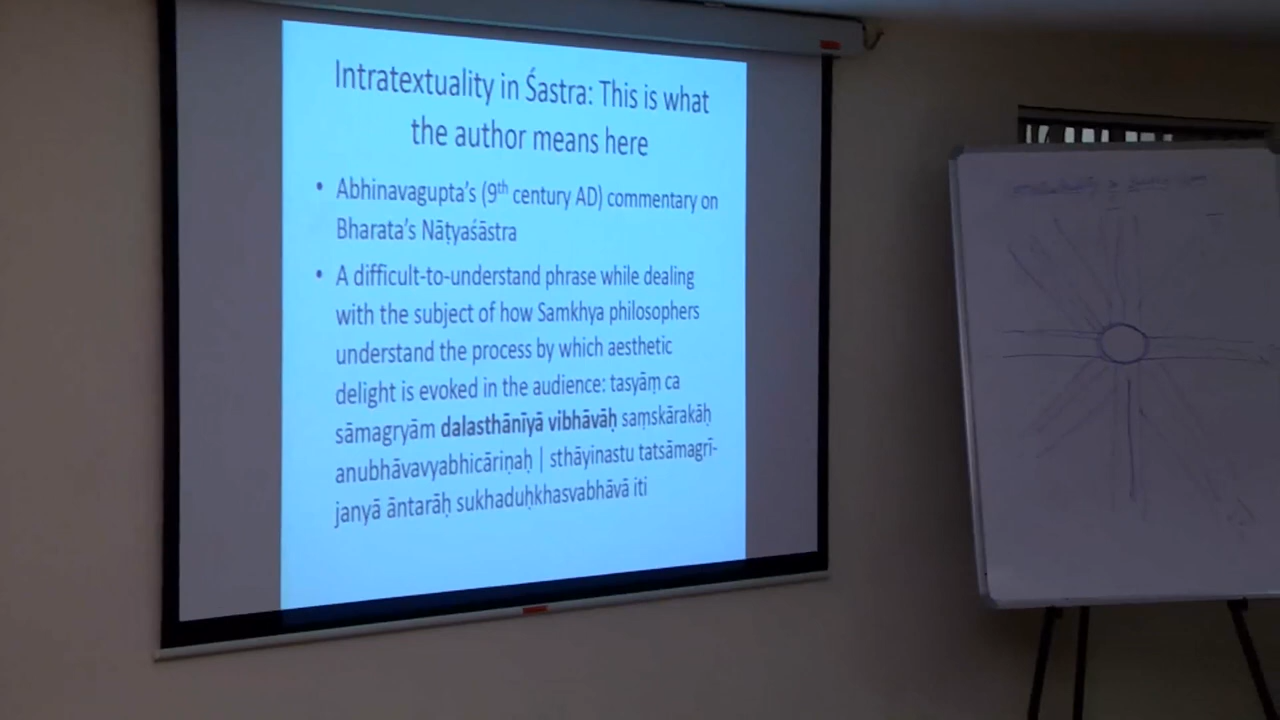 Intratextuality in Śastra: This is what
the author means here
• Abhinavagupta's (9th century AD) commentary on
Bharata's Nāṭyaśāstra
• A difficult-to-understand phrase while dealing
with the subject of how Samkhya philosophers
understand the process by which aesthetic
delight is evoked in the audience: tasyāṃ ca
sāmagryām dalasthānīyā vibhāvāḥ saṃskārakāḥ
anubhāvavyabhicāriṇaḥ | sthāyinastu tatsāmagrī-
janyā āntarāḥ sukhaduḥkhasvabhāvā iti